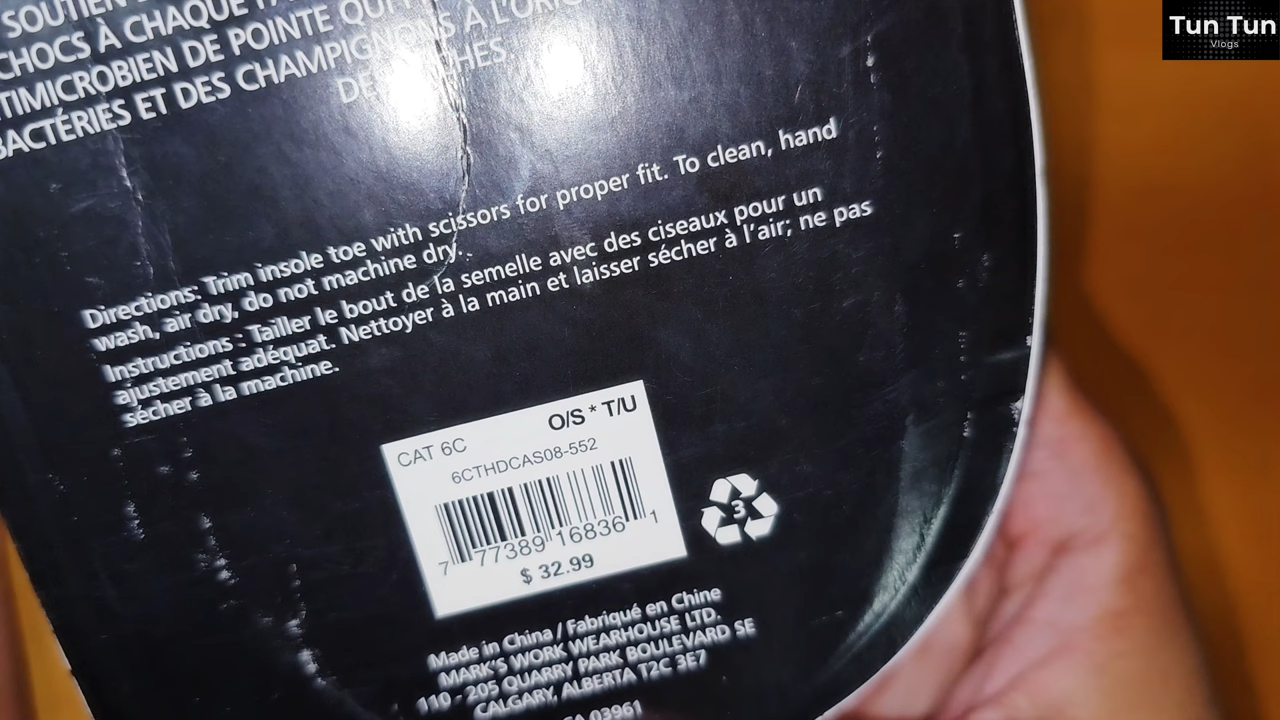 Tun Tun
Vlogs
SOUTIEN
CHOCS À CHAQUE
TIMICROBIEN DE POINTE QUI
BACTÉRIES ET DES CHAMPIGNONS À L'ORIG
Directions: Trim insole toe with scissors for proper fit. To clean, hand
wash, air dry, do not machine dry.
Instructions : Tailler le bout de la semelle avec des ciseaux pour un
ajustement adéquat. Nettoyer à la main et laisser sécher à l'air; ne pas
sécher à la machine.
CAT 6C O/S * T/U
6CTHDCAS08-552
7 77389 16836 1
$ 32.99
3
Made in China / Fabriqué en Chine
MARK'S WORK WEARHOUSE LTD.
110 - 205 QUARRY PARK BOULEVARD SE
CALGARY, ALBERTA T2C 3E7
CA 03961